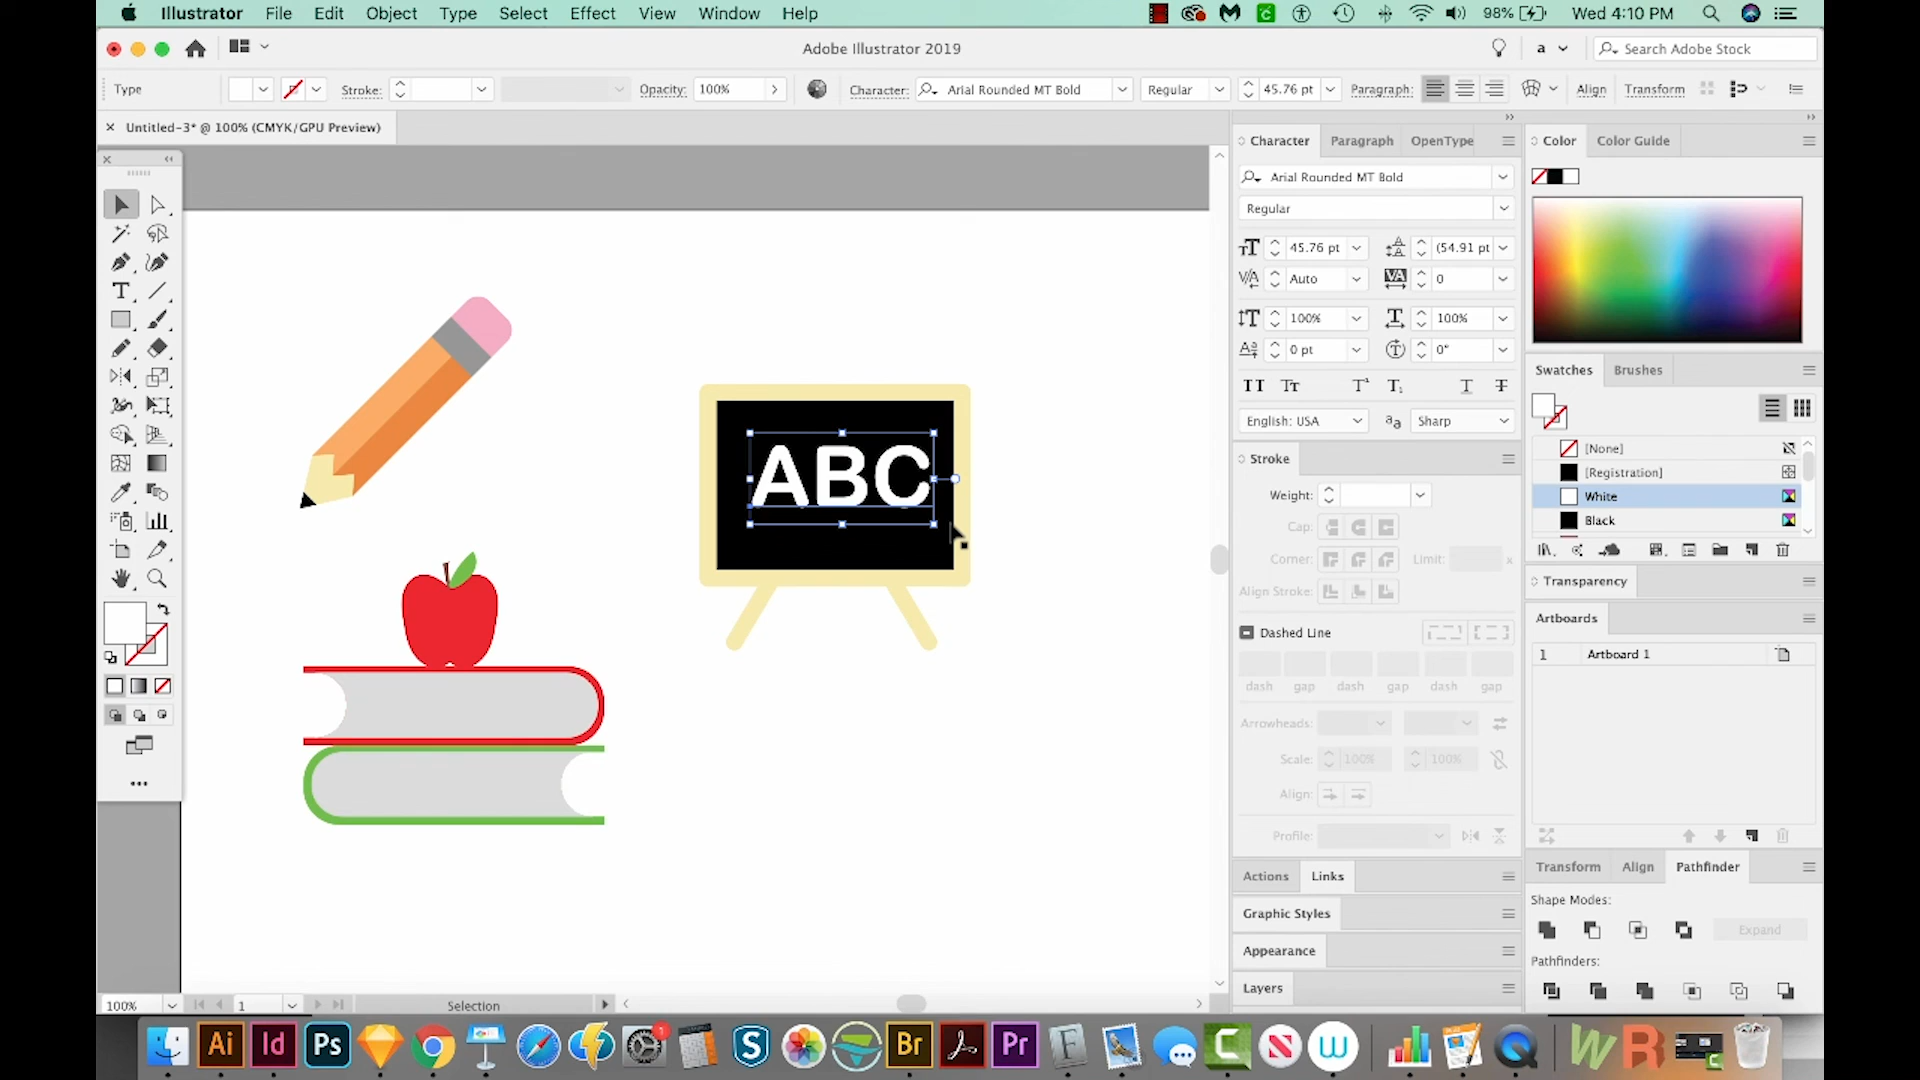 Illustrator File Edit Object Type Select Effect View Window Help 98% Wed 4:10 PM
Adobe Illustrator 2019 a Search Adobe Stock
Type Stroke: Opacity: 100% Character: Arial Rounded MT Bold Regular 45.76 pt Paragraph: Align Transform
Untitled-3* @ 100% (CMYK/GPU Preview)
Character Paragraph OpenType
Arial Rounded MT Bold
Regular
45.76 pt (54.91 pt
Auto 0
100% 100%
0 pt 0°
English: USA Sharp
Stroke
Weight:
Cap:
Corner: Limit: x
Align Stroke:
Dashed Line
dash gap dash gap dash gap
Arrowheads:
Scale: 100% 100%
Align:
Profile:
Actions Links
Graphic Styles
Appearance
Layers
Color Color Guide
Swatches Brushes
[None]
[Registration]
White
Black
Transparency
Artboards
1 Artboard 1
Transform Align Pathfinder
Shape Modes:
Expand
Pathfinders:
ABC
100% 1 Selection
Ai Id Ps 1 S Br Pr F C N W W R